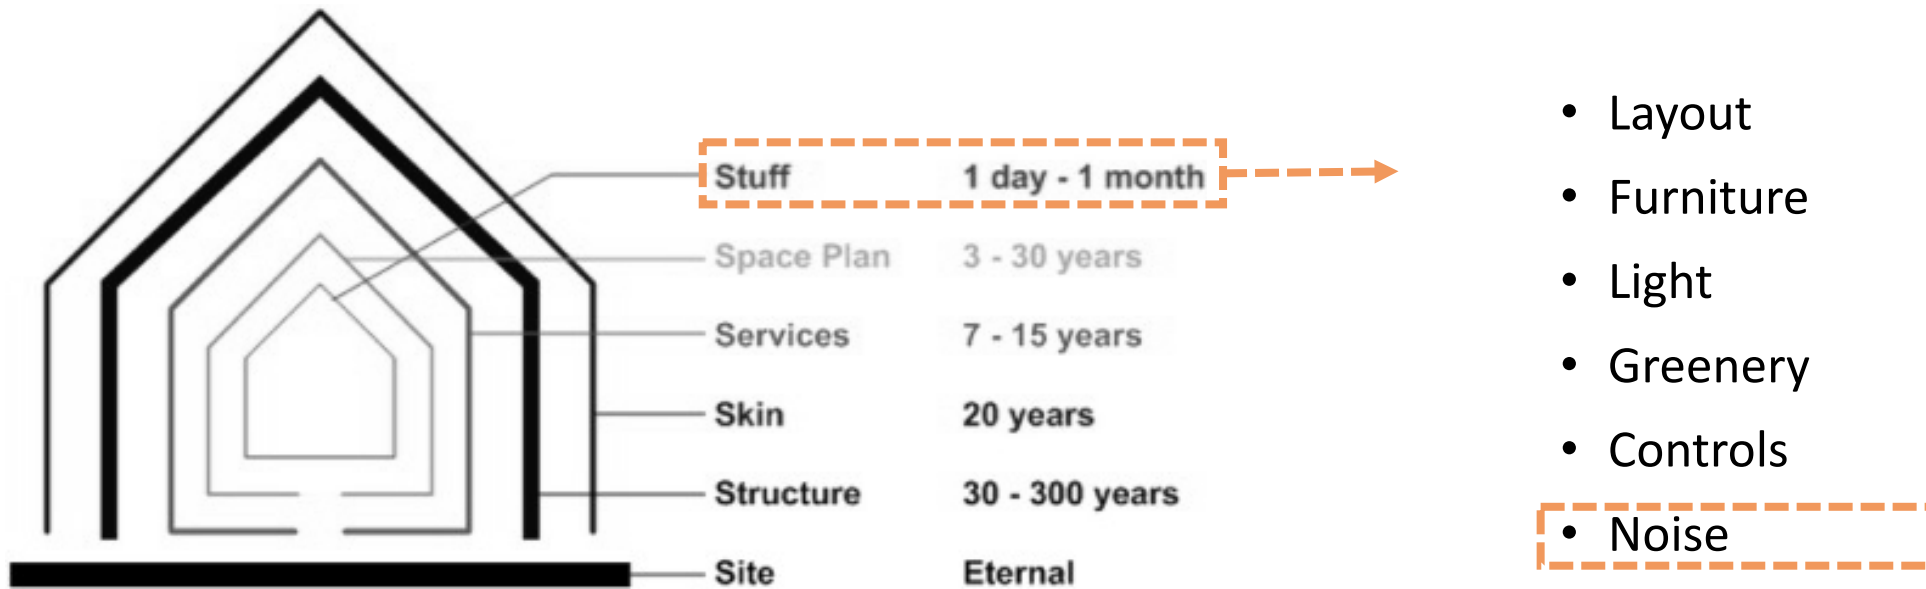 Stuff 1 day - 1 month
Space Plan 3 - 30 years
Services 7 - 15 years
Skin 20 years
Structure 30 - 300 years
Site Eternal
• Layout
• Furniture
• Light
• Greenery
• Controls
• Noise